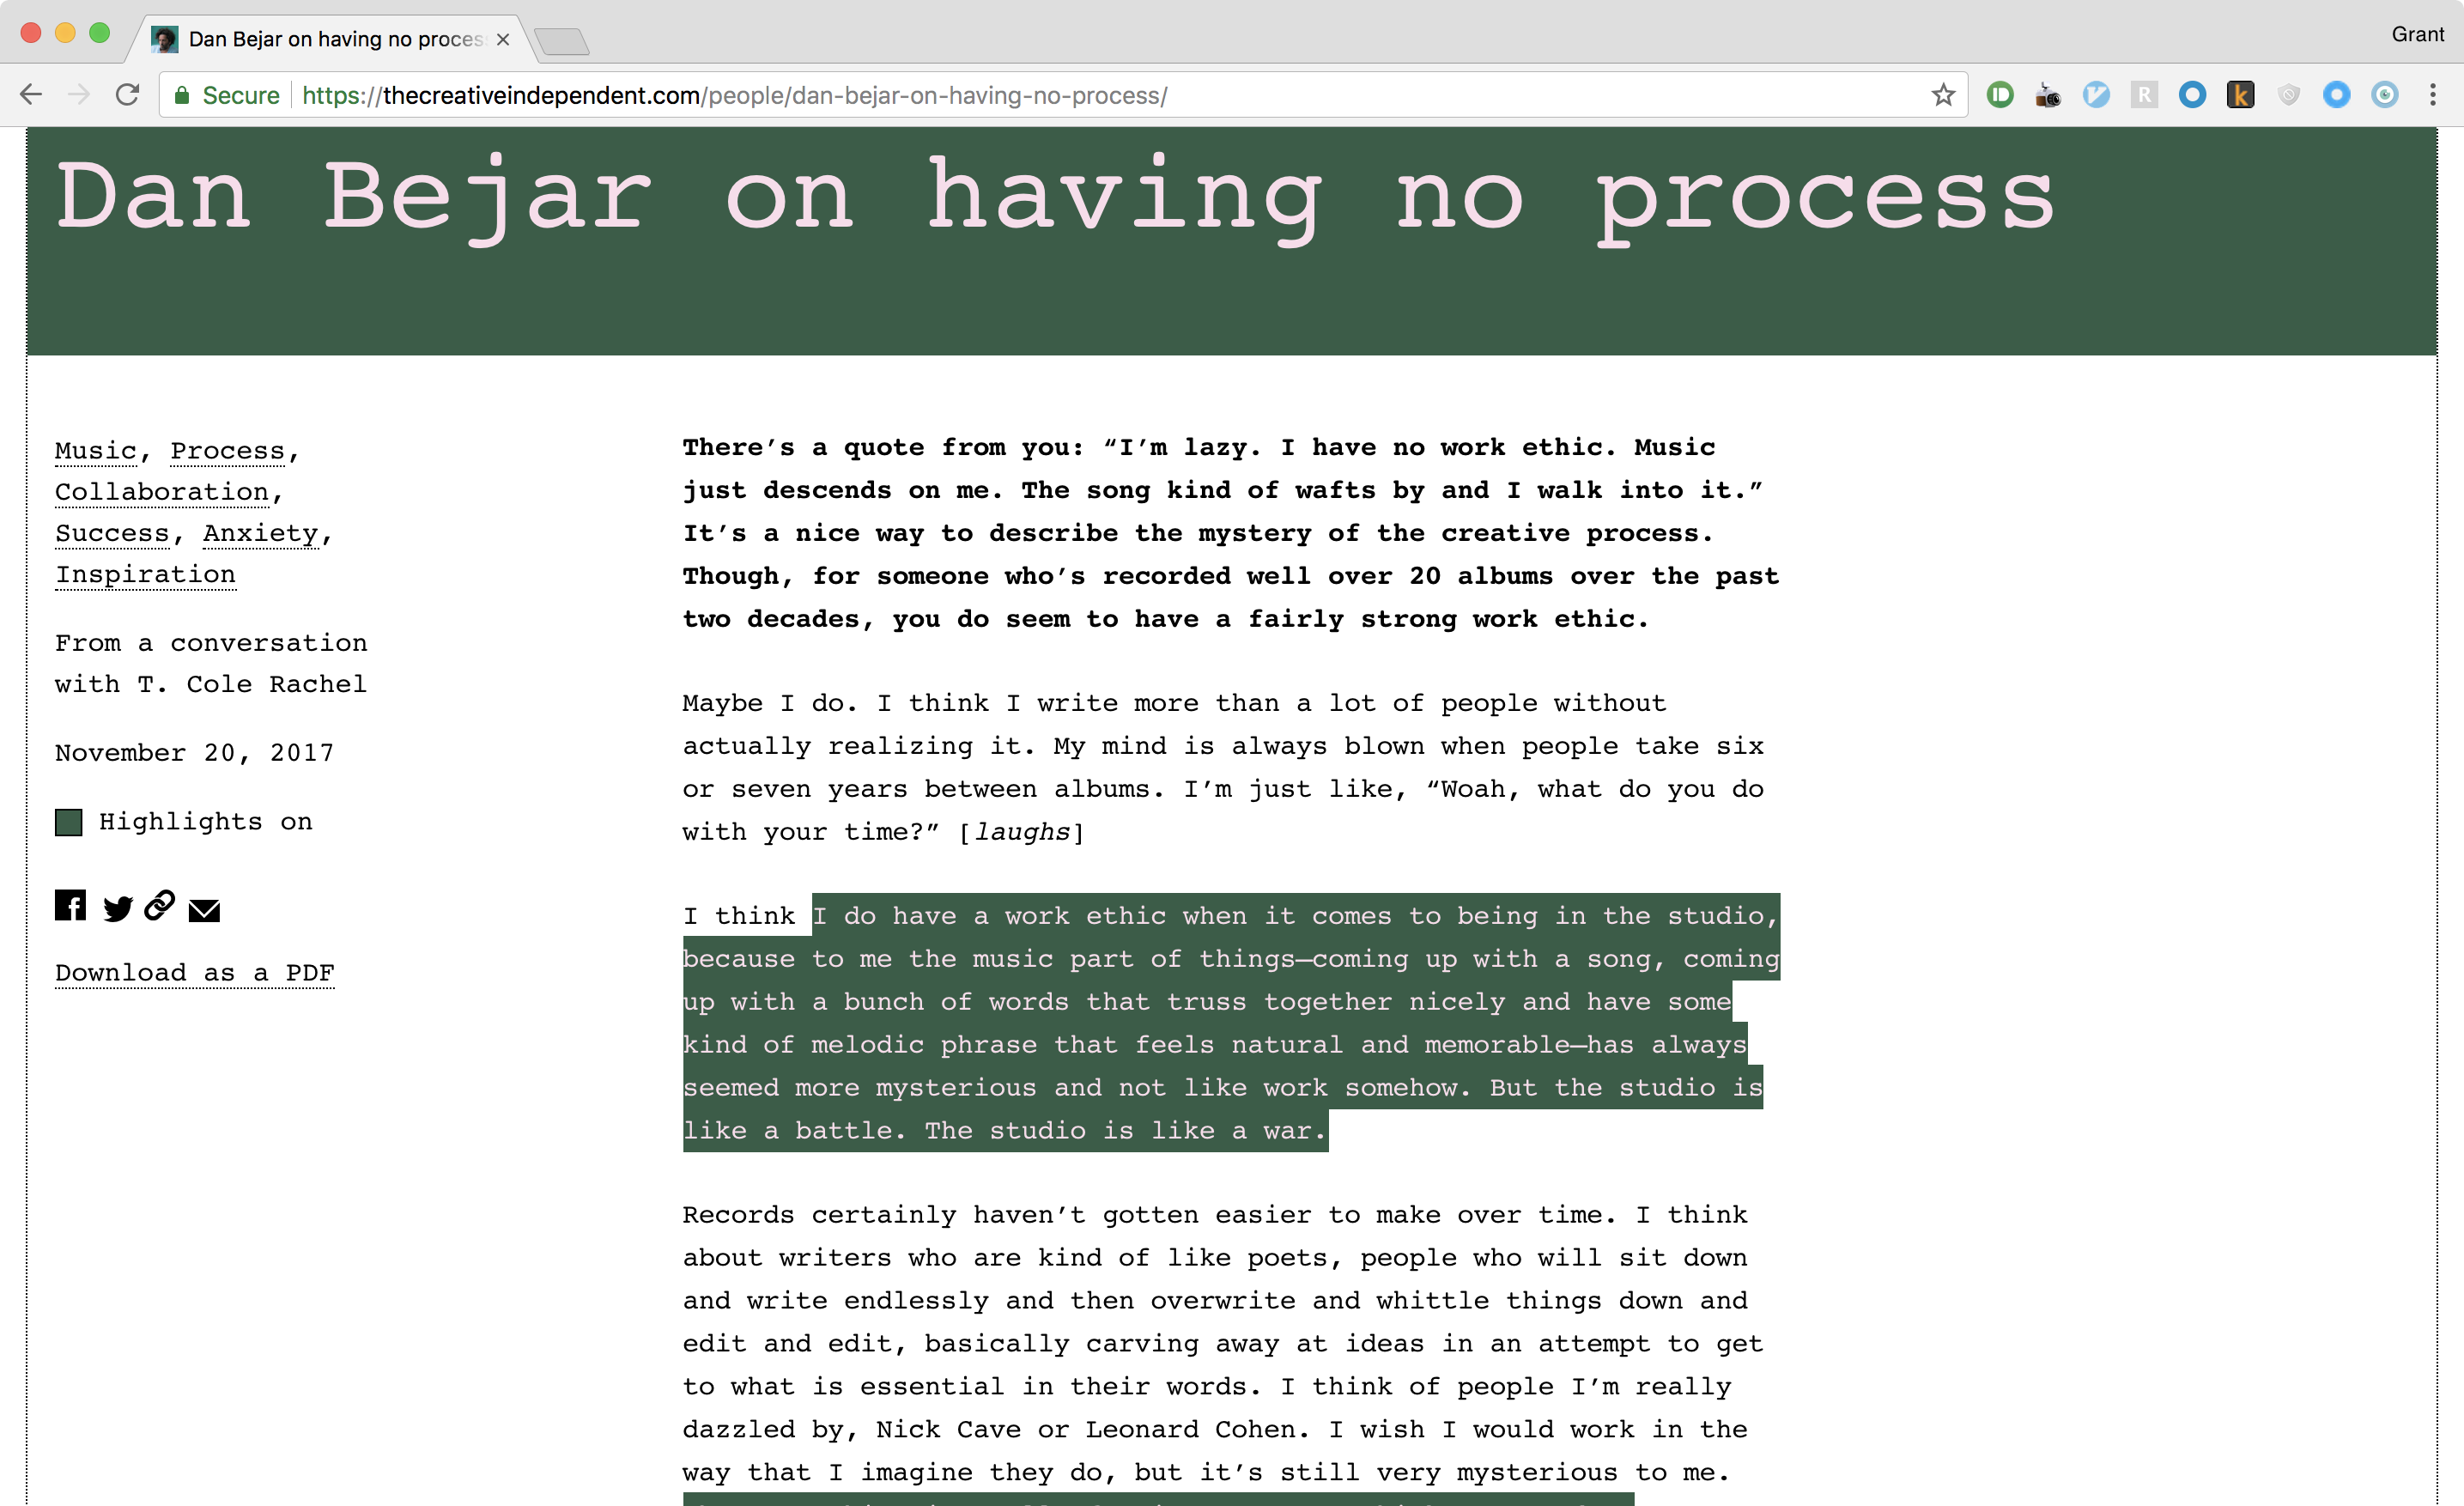 Dan Bejar on having no proces
Grant
Secure
https://thecreativeindependent.com/people/dan-bejar-on-having-no-process/
Dan Bejar on having no process
Music, Process,
Collaboration,
Success, Anxiety,
Inspiration
From a conversation
with T. Cole Rachel
November 20, 2017
Highlights on
Download as a PDF
There’s a quote from you: “I’m lazy. I have no work ethic. Music
just descends on me. The song kind of wafts by and I walk into it.”
It’s a nice way to describe the mystery of the creative process.
Though, for someone who’s recorded well over 20 albums over the past
two decades, you do seem to have a fairly strong work ethic.
Maybe I do. I think I write more than a lot of people without
actually realizing it. My mind is always blown when people take six
or seven years between albums. I’m just like, “Woah, what do you do
with your time?” [laughs]
I think I do have a work ethic when it comes to being in the studio,
because to me the music part of things—coming up with a song, coming
up with a bunch of words that truss together nicely and have some
kind of melodic phrase that feels natural and memorable—has always
seemed more mysterious and not like work somehow. But the studio is
like a battle. The studio is like a war.
Records certainly haven’t gotten easier to make over time. I think
about writers who are kind of like poets, people who will sit down
and write endlessly and then overwrite and whittle things down and
edit and edit, basically carving away at ideas in an attempt to get
to what is essential in their words. I think of people I’m really
dazzled by, Nick Cave or Leonard Cohen. I wish I would work in the
way that I imagine they do, but it’s still very mysterious to me.